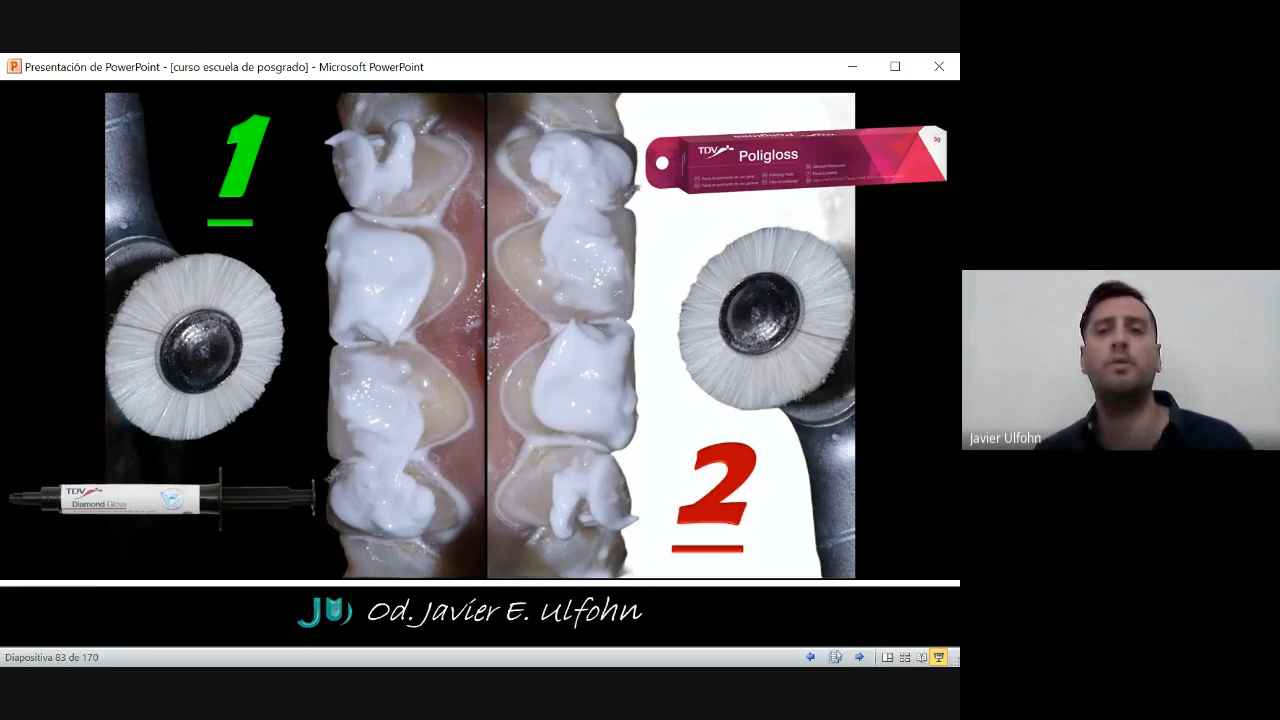 Presentación de PowerPoint - [curso escuela de posgrado] - Microsoft PowerPoint
1
TDV
Poligloss
TDV
Diamond Gloss
2
JU Od. Javier E. Ulfohn
Javier Ulfohn
Diapositiva 83 de 170